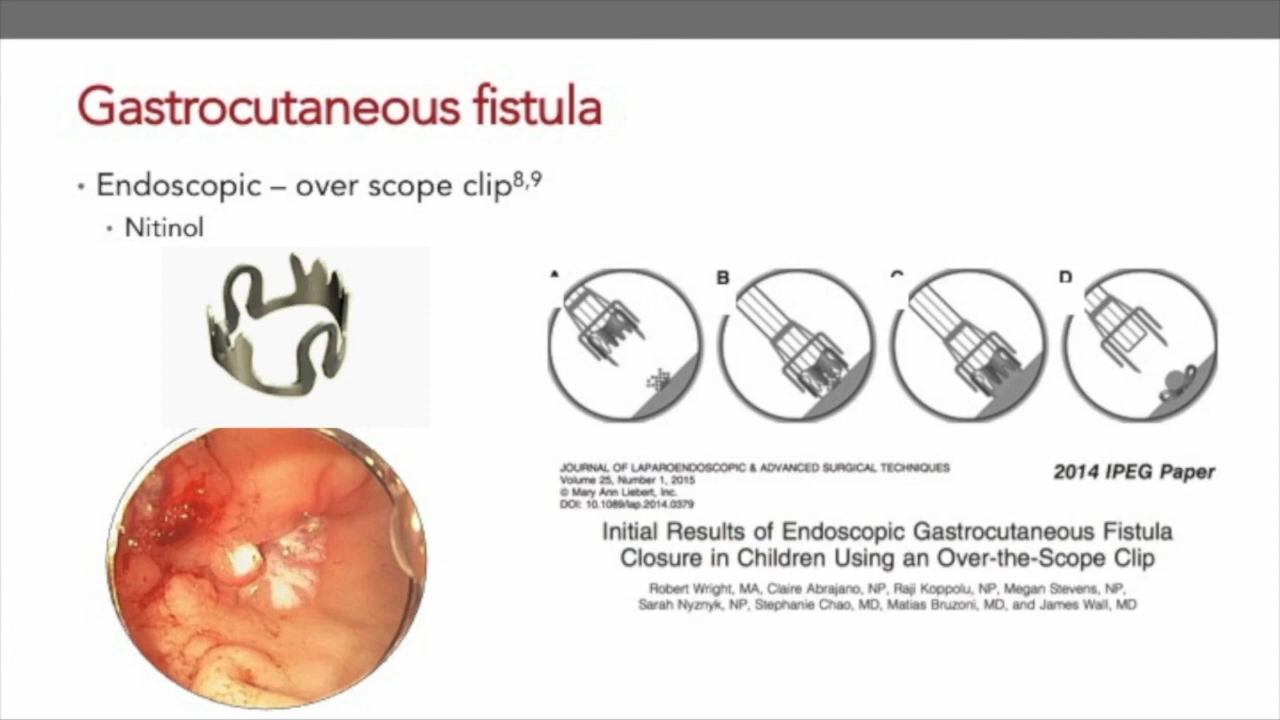 Gastrocutaneous fistula
• Endoscopic – over scope clip8,9
• Nitinol
A B C D
JOURNAL OF LAPAROENDOSCOPIC & ADVANCED SURGICAL TECHNIQUES
Volume 25, Number 1, 2015
© Mary Ann Liebert, Inc.
DOI: 10.1089/lap.2014.0379
2014 IPEG Paper
Initial Results of Endoscopic Gastrocutaneous Fistula
Closure in Children Using an Over-the-Scope Clip
Robert Wright, MA, Claire Abrajano, NP, Raji Koppolu, NP, Megan Stevens, NP,
Sarah Nyznyk, NP, Stephanie Chao, MD, Matias Bruzoni, MD, and James Wall, MD